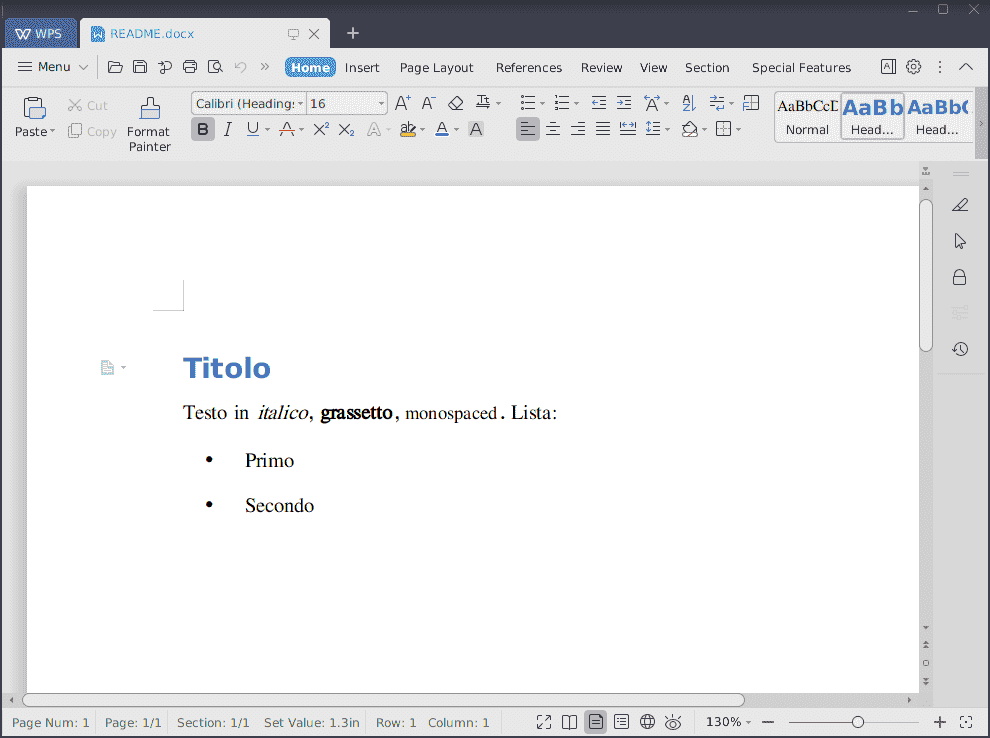 WPS README.docx
Menu Home Insert Page Layout References Review View Section Special Features
Cut Calibri (Heading: 16 AaBbCcD AaBb AaBbC
Paste Copy Format Painter B I U X² X₂ A Normal Head... Head...
Titolo
Testo in italico, grassetto, monospaced. Lista:
• Primo
• Secondo
Page Num: 1 Page: 1/1 Section: 1/1 Set Value: 1.3in Row: 1 Column: 1 130%